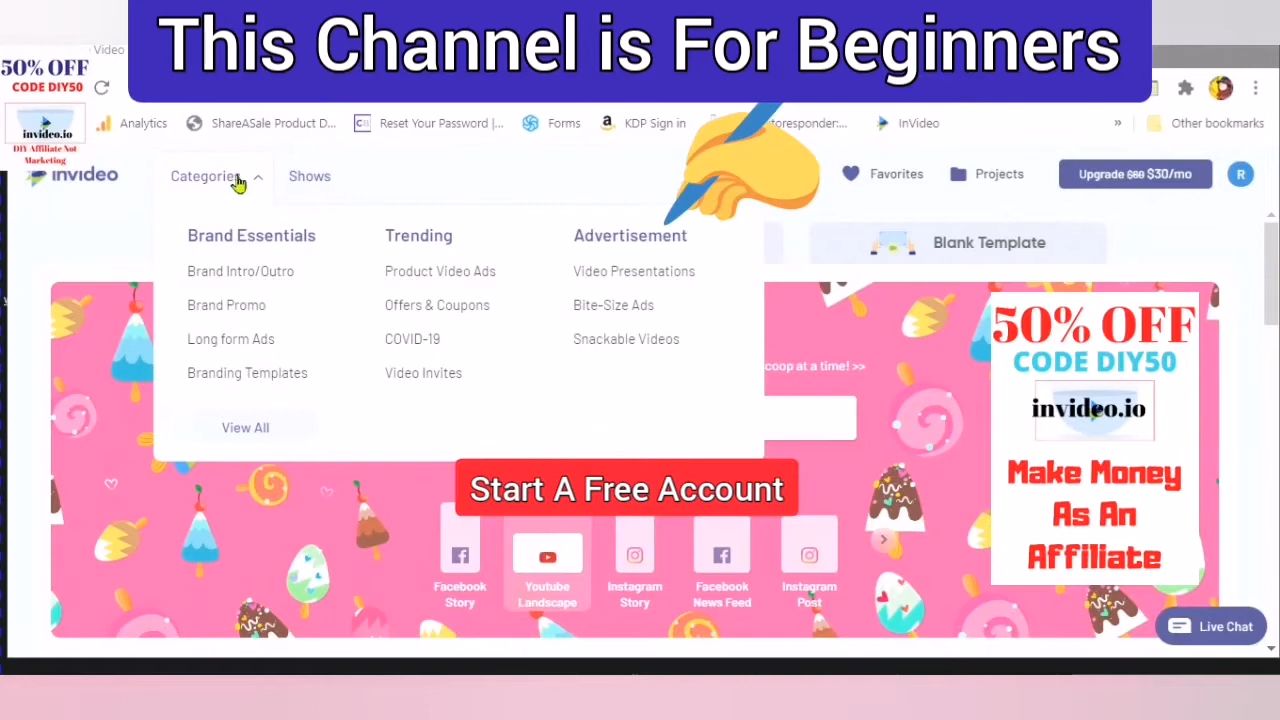 This Channel is For Beginners
Video
50% OFF
CODE DIY50
invideo.io
DIY Affiliate Not
Marketing
Analytics
ShareASale Product D...
Reset Your Password |...
Forms
KDP Sign in
toresponder:...
InVideo
»
Other bookmarks
invideo
Categorie
Shows
Favorites
Projects
Upgrade $60 $30/mo
R
Brand Essentials
Trending
Advertisement
Blank Template
Brand Intro/Outro
Product Video Ads
Video Presentations
Brand Promo
Offers & Coupons
Bite-Size Ads
Long form Ads
COVID-19
Snackable Videos
Branding Templates
Video Invites
View All
coop at a time! >>
50% OFF
CODE DIY50
invideo.io
Make Money
As An
Affiliate
Start A Free Account
Facebook
Story
Youtube
Landscape
Instagram
Story
Facebook
News Feed
Instagram
Post
Live Chat